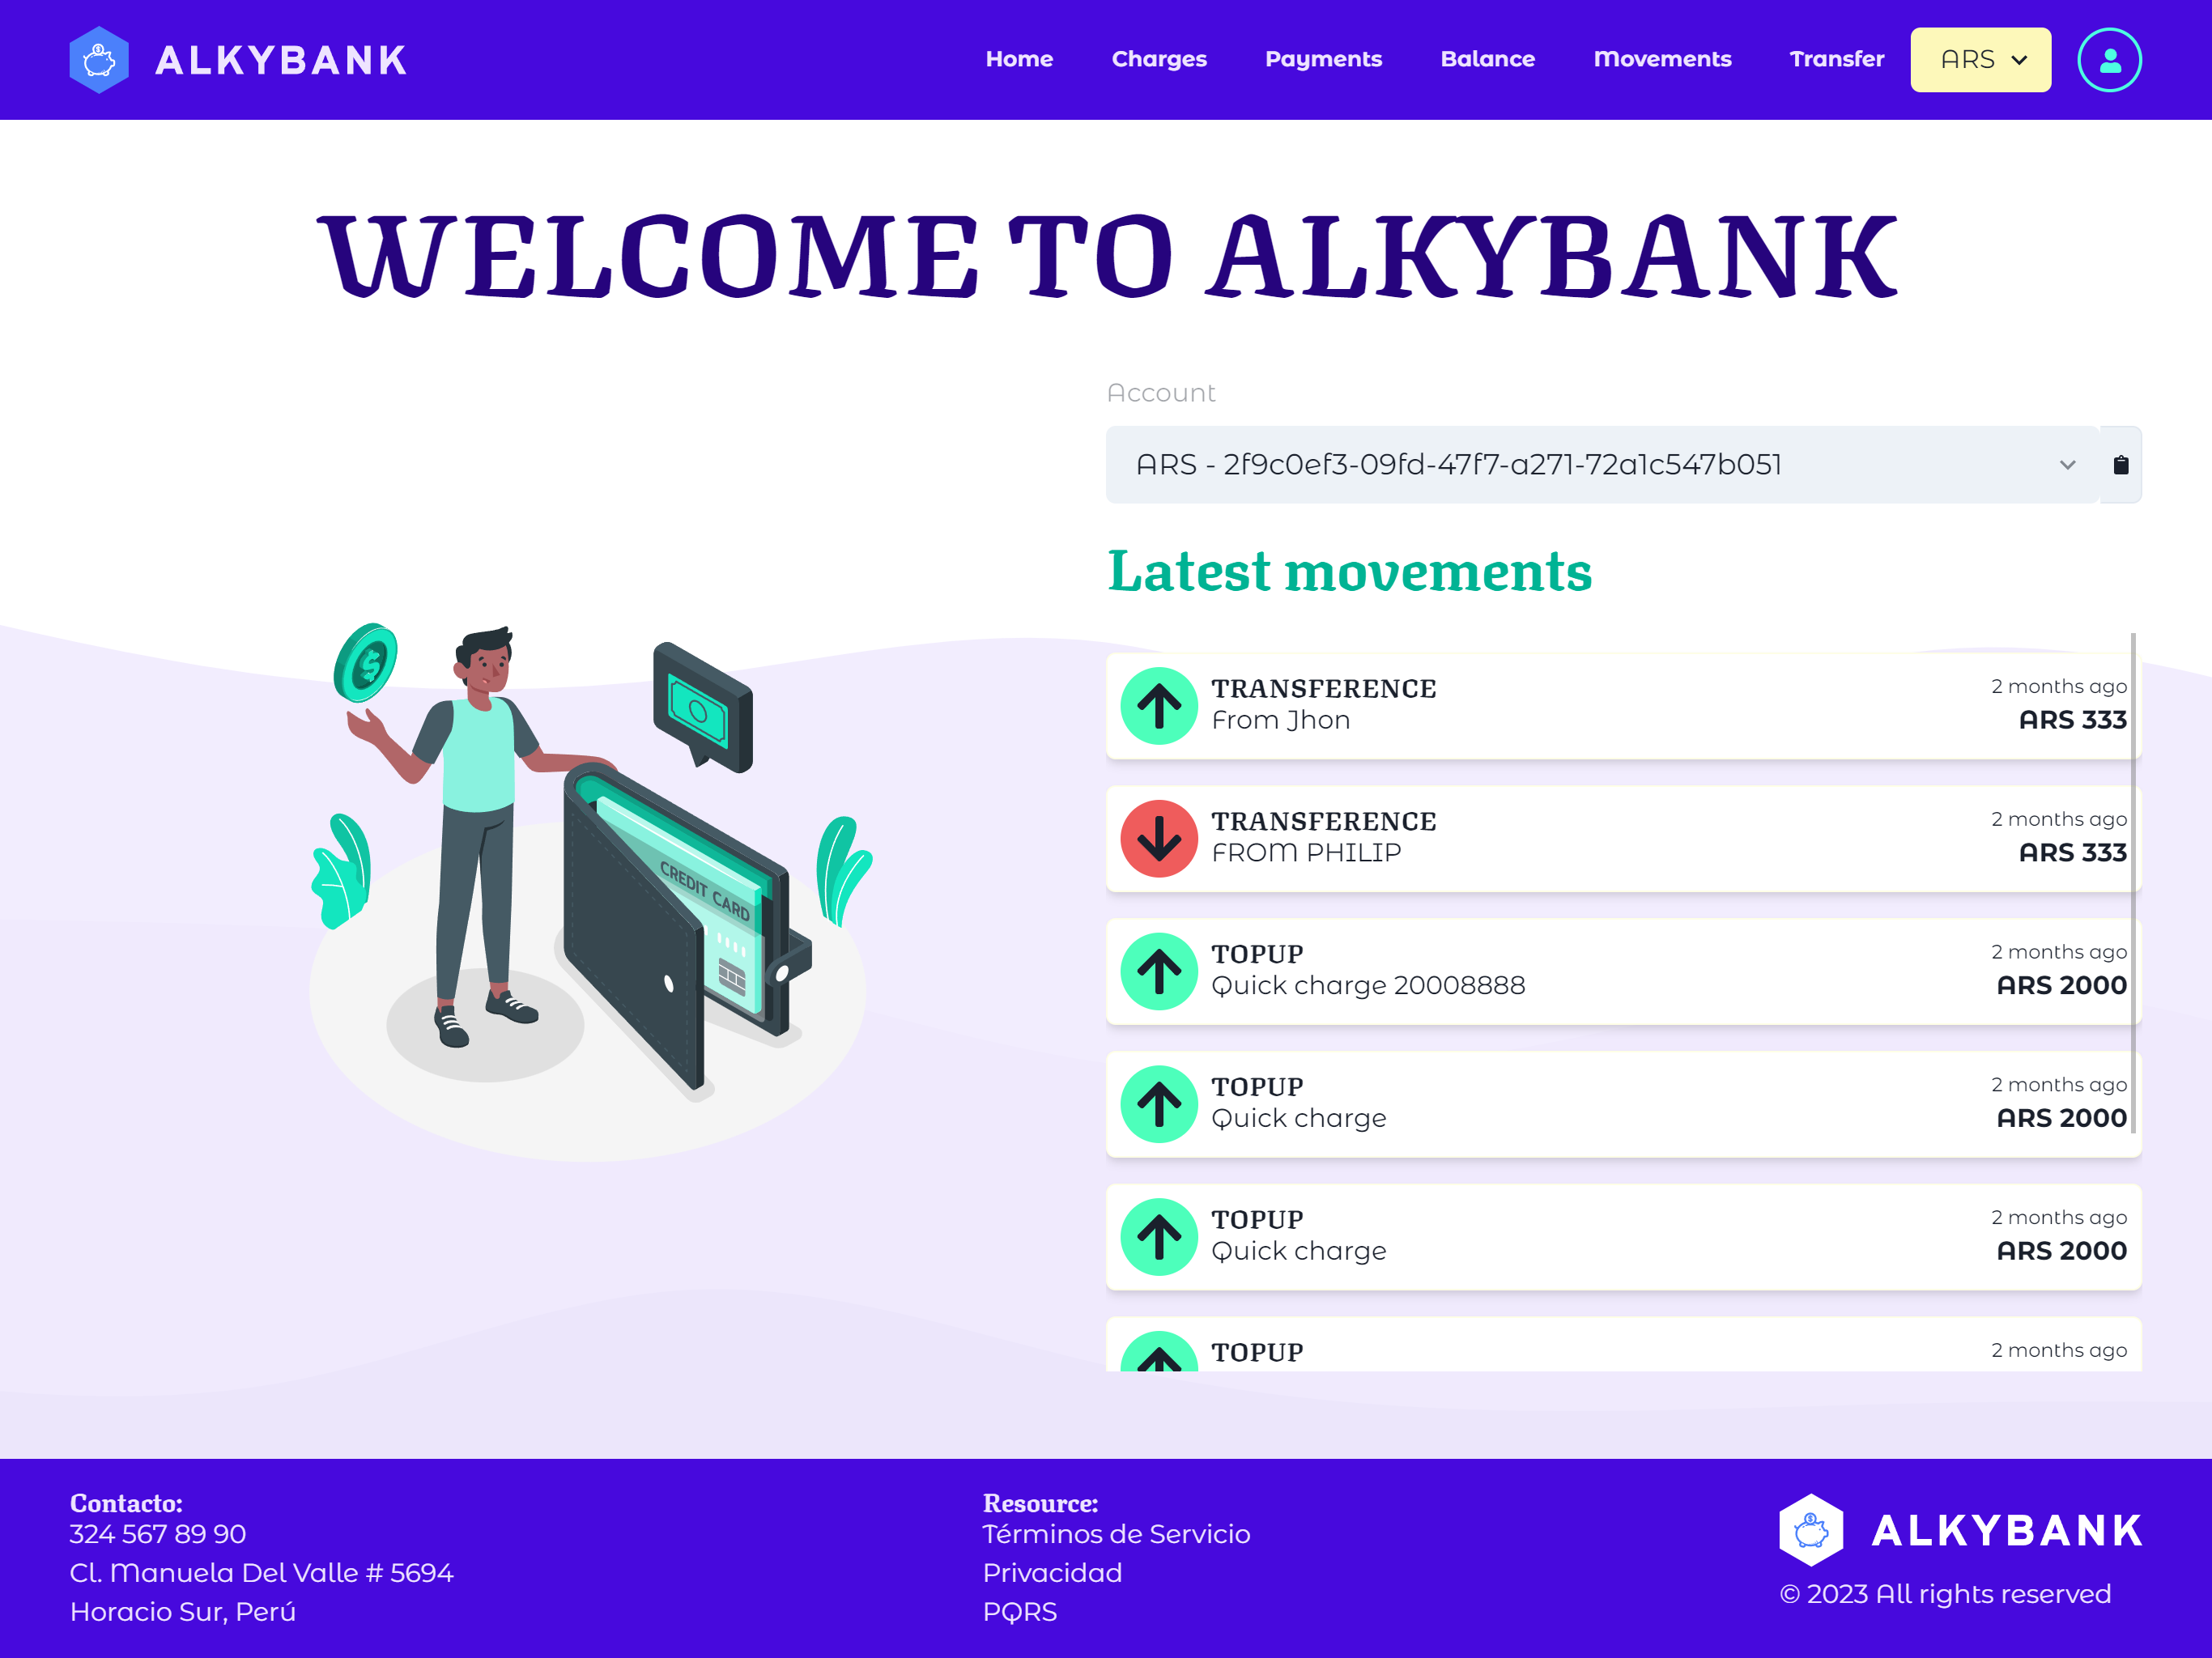 ALKYBANK
Home Charges Payments Balance Movements Transfer ARS
WELCOME TO ALKYBANK
Account
ARS - 2f9c0ef3-09fd-47f7-a271-72a1c547b051
Latest movements
TRANSFERENCE 2 months ago
From Jhon ARS 333
TRANSFERENCE 2 months ago
FROM PHILIP ARS 333
TOPUP 2 months ago
Quick charge 20008888 ARS 2000
TOPUP 2 months ago
Quick charge ARS 2000
TOPUP 2 months ago
Quick charge ARS 2000
TOPUP 2 months ago
$
CREDIT CARD
Contacto:
324 567 89 90
Cl. Manuela Del Valle # 5694
Horacio Sur, Perú
Resource:
Términos de Servicio
Privacidad
PQRS
ALKYBANK
© 2023 All rights reserved